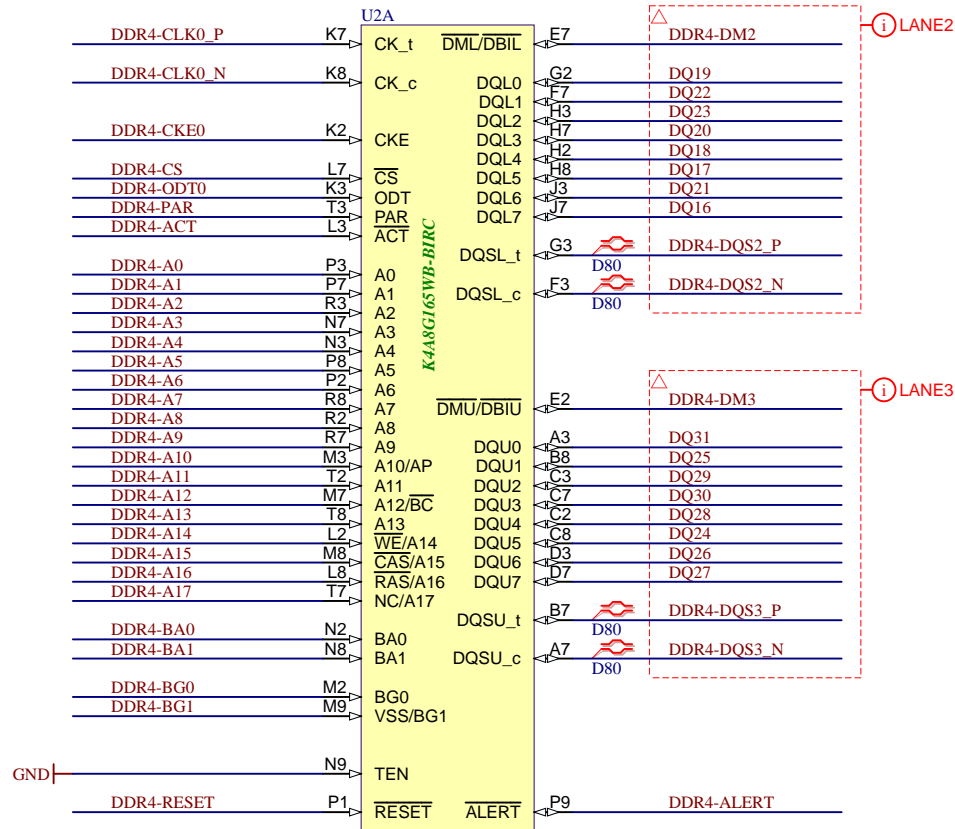 U2A
DDR4-CLK0_P K7 CK_t DML/DBIL E7 DDR4-DM2 LANE2
DDR4-CLK0_N K8 CK_c DQL0 G2 DQ19
DQL1 F7 DQ22
DQL2 H3 DQ23
DDR4-CKE0 K2 CKE DQL3 H7 DQ20
DQL4 H2 DQ18
DDR4-CS L7 CS DQL5 H8 DQ17
DDR4-ODT0 K3 ODT DQL6 J3 DQ21
DDR4-PAR T3 PAR DQL7 J7 DQ16
DDR4-ACT L3 ACT
DQSL_t G3 D80 DDR4-DQS2_P
DDR4-A0 P3 A0
DDR4-A1 P7 A1 DQSL_c F3 D80 DDR4-DQS2_N
DDR4-A2 R3 A2
DDR4-A3 N7 A3
DDR4-A4 N3 A4
DDR4-A5 P8 A5
DDR4-A6 P2 A6
K4A8G165WB-BIRC
DDR4-A7 R8 A7 DMU/DBIU E2 DDR4-DM3 LANE3
DDR4-A8 R2 A8
DDR4-A9 R7 A9 DQU0 A3 DQ31
DDR4-A10 M3 A10/AP DQU1 B8 DQ25
DDR4-A11 T2 A11 DQU2 C3 DQ29
DDR4-A12 M7 A12/BC DQU3 C7 DQ30
DDR4-A13 T8 A13 DQU4 C2 DQ28
DDR4-A14 L2 WE/A14 DQU5 C8 DQ24
DDR4-A15 M8 CAS/A15 DQU6 D3 DQ26
DDR4-A16 L8 RAS/A16 DQU7 D7 DQ27
DDR4-A17 T7 NC/A17
DQSU_t B7 D80 DDR4-DQS3_P
DDR4-BA0 N2 BA0
DDR4-BA1 N8 BA1 DQSU_c A7 D80 DDR4-DQS3_N
DDR4-BG0 M2 BG0
DDR4-BG1 M9 VSS/BG1
GND N9 TEN
DDR4-RESET P1 RESET ALERT P9 DDR4-ALERT